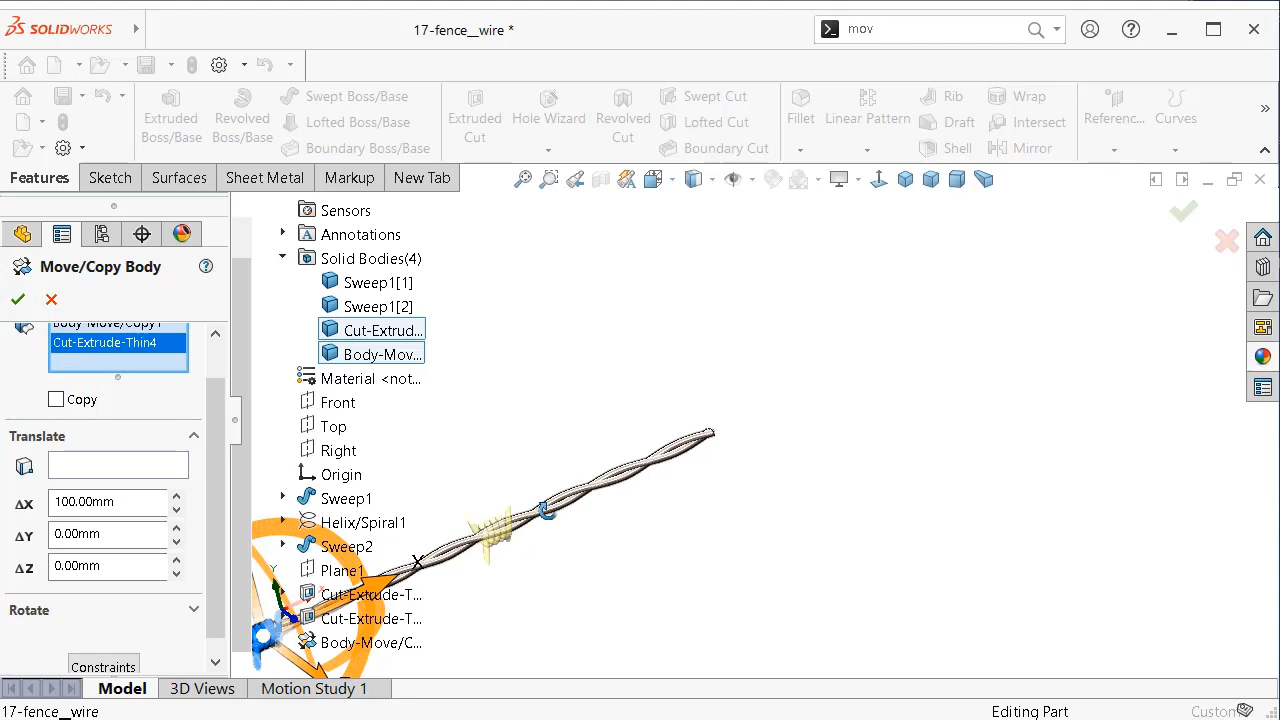 SOLIDWORKS
17-fence__wire *
mov
Extruded Boss/Base
Revolved Boss/Base
Swept Boss/Base
Lofted Boss/Base
Boundary Boss/Base
Extruded Cut
Hole Wizard
Revolved Cut
Swept Cut
Lofted Cut
Boundary Cut
Fillet
Linear Pattern
Rib
Draft
Shell
Wrap
Intersect
Mirror
Referenc...
Curves
Features
Sketch
Surfaces
Sheet Metal
Markup
New Tab
Move/Copy Body
Body-Move/Copy1
Cut-Extrude-Thin4
Copy
Translate
ΔX 100.00mm
ΔY 0.00mm
ΔZ 0.00mm
Rotate
Constraints
Sensors
Annotations
Solid Bodies(4)
Sweep1[1]
Sweep1[2]
Cut-Extrud...
Body-Mov...
Material <not...
Front
Top
Right
Origin
Sweep1
Helix/Spiral1
Sweep2
Plane1
Cut-Extrude-T...
Cut-Extrude-T...
Body-Move/C...
X
Y
Model
3D Views
Motion Study 1
17-fence__wire
Editing Part
Custom